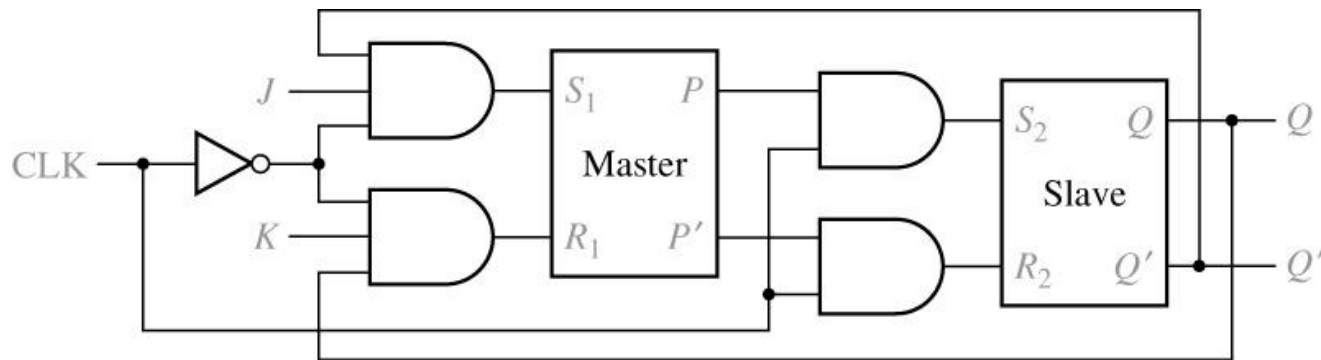 J
CLK
K
S₁
P
Master
R₁
P′
S₂
Q
Slave
R₂
Q′
Q
Q′